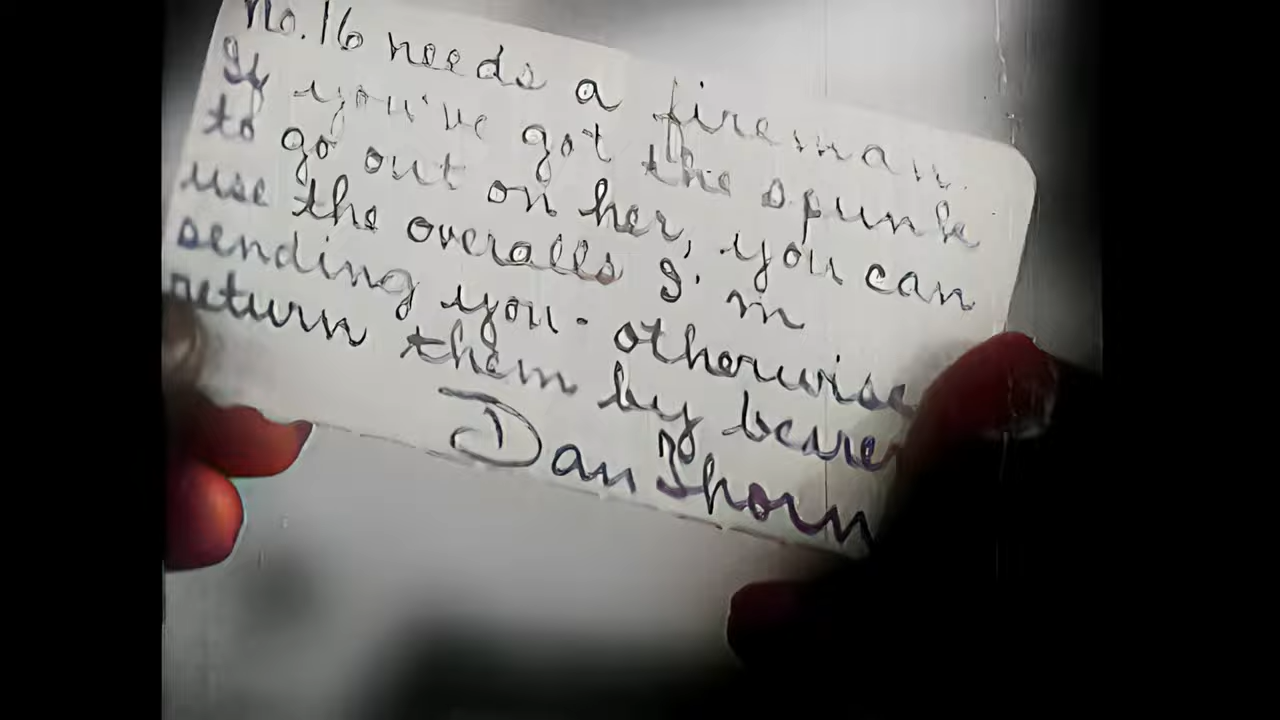 No. 16 needs a fireman.
If you've got the spunk
to go out on her, you can
use the overalls I'm
sending you - otherwise
return them by beare
Dan Thorn